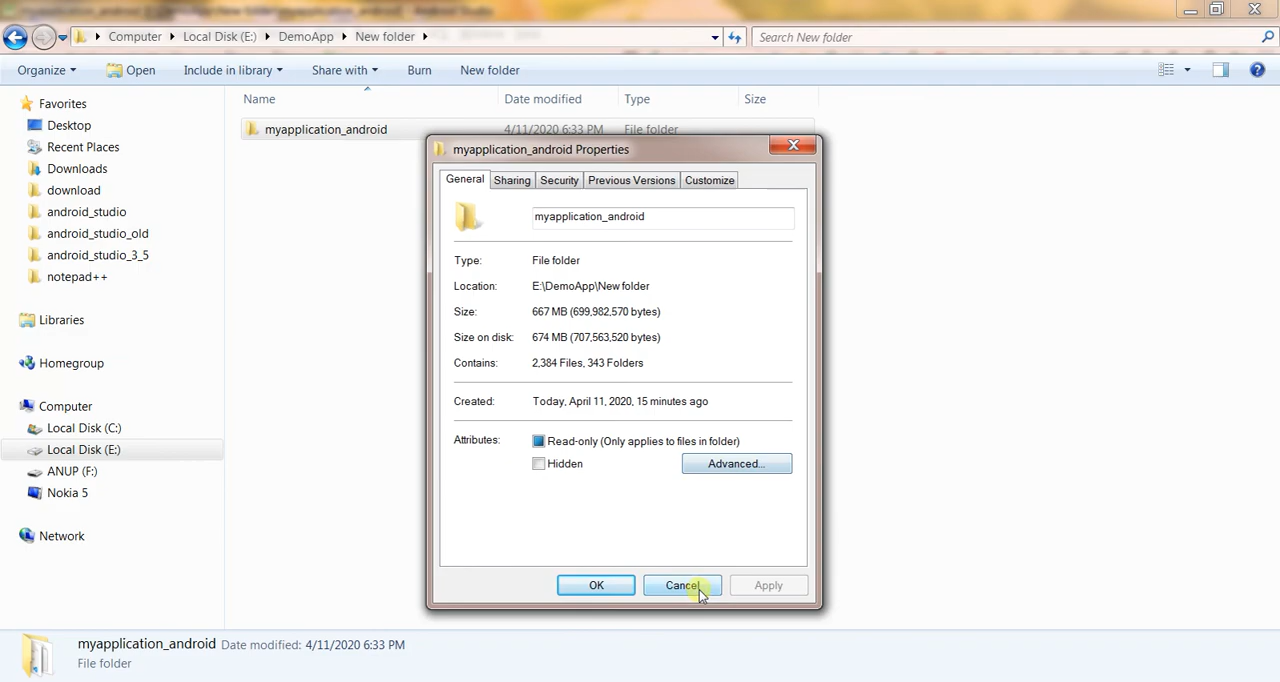 Computer Local Disk (E:) DemoApp New folder
Search New folder
Organize Open Include in library Share with Burn New folder
Favorites
Desktop
Recent Places
Downloads
download
android_studio
android_studio_old
android_studio_3_5
notepad++
Libraries
Homegroup
Computer
Local Disk (C:)
Local Disk (E:)
ANUP (F:)
Nokia 5
Network
Name Date modified Type Size
myapplication_android 4/11/2020 6:33 PM File folder
myapplication_android Properties
General Sharing Security Previous Versions Customize
myapplication_android
Type: File folder
Location: E:\DemoApp\New folder
Size: 667 MB (699,982,570 bytes)
Size on disk: 674 MB (707,563,520 bytes)
Contains: 2,384 Files, 343 Folders
Created: Today, April 11, 2020, 15 minutes ago
Attributes: Read-only (Only applies to files in folder)
Hidden Advanced...
OK Cancel Apply
myapplication_android Date modified: 4/11/2020 6:33 PM
File folder